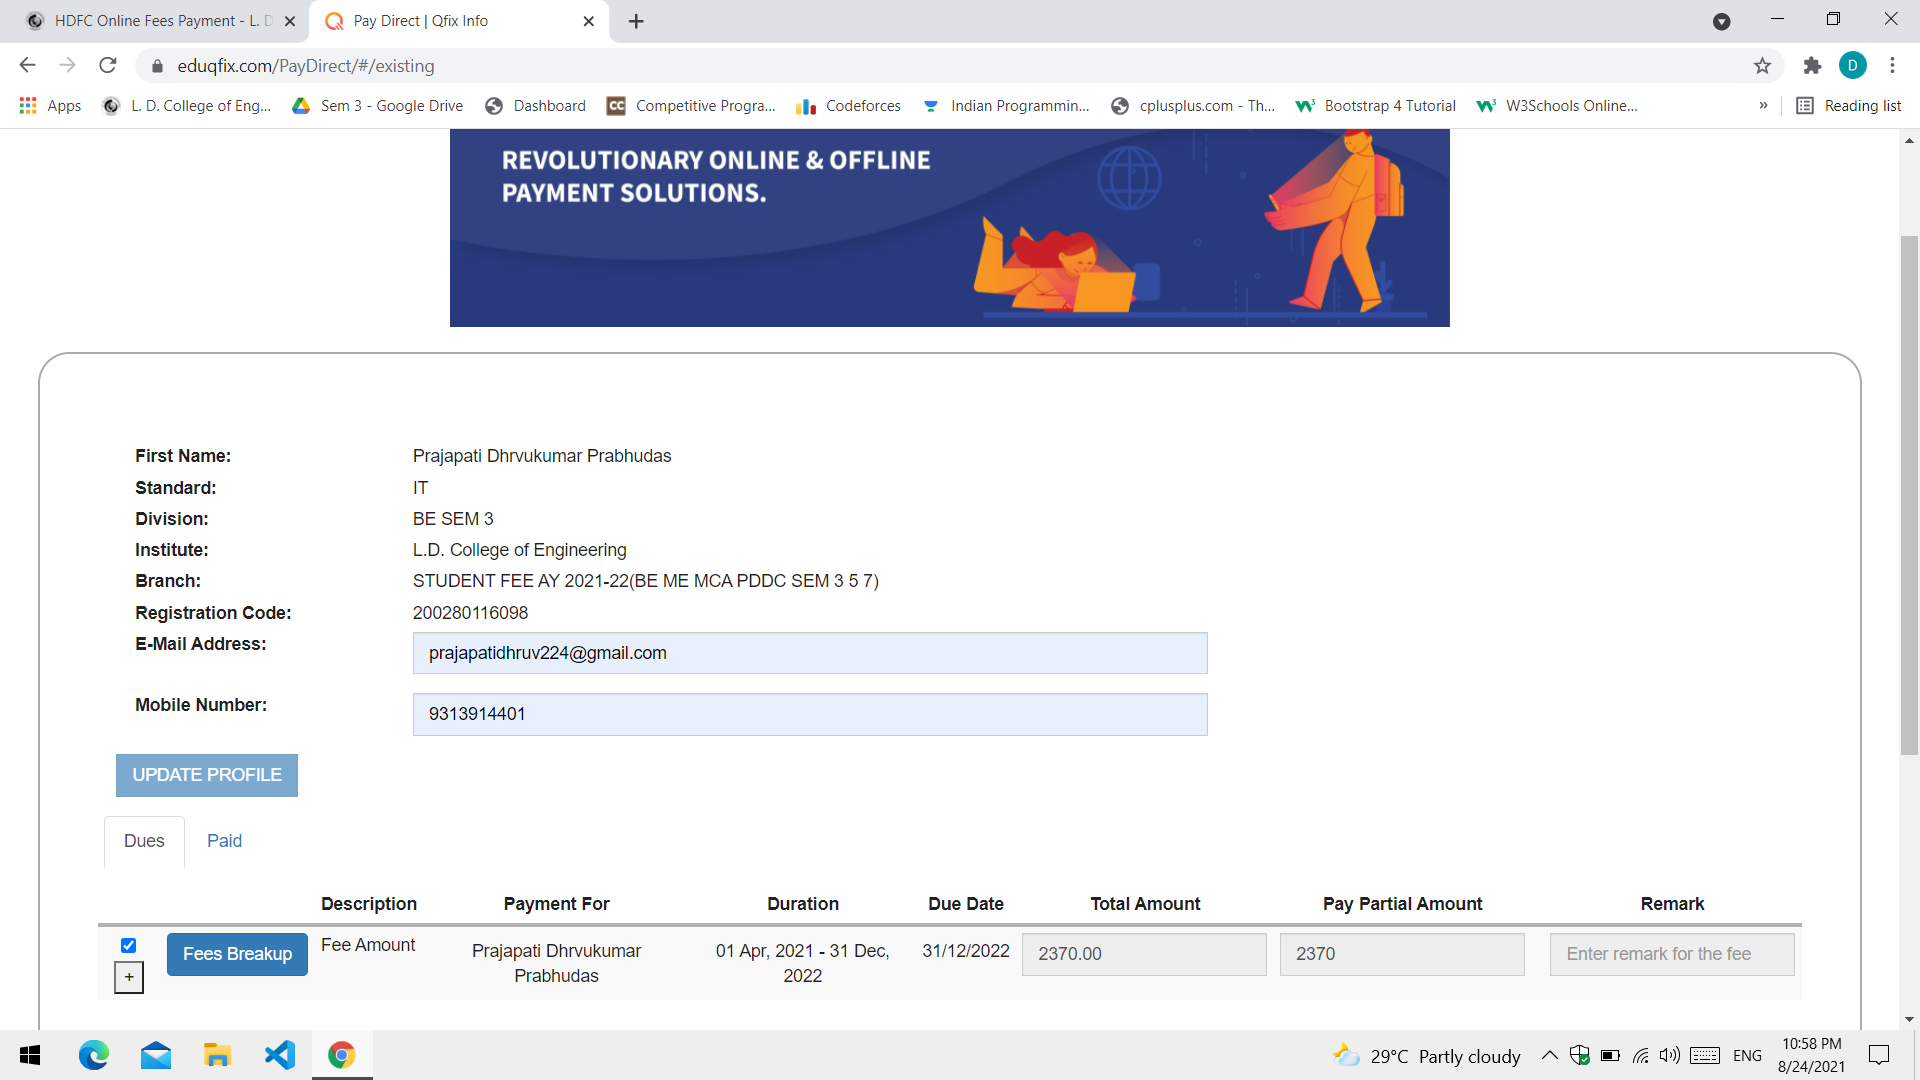 HDFC Online Fees Payment - L. D
Pay Direct | Qfix Info
eduqfix.com/PayDirect/#/existing
D
Apps
L. D. College of Eng...
Sem 3 - Google Drive
Dashboard
CC
Competitive Progra...
Codeforces
Indian Programmin...
cplusplus.com - Th...
Bootstrap 4 Tutorial
W3Schools Online...
»
Reading list
REVOLUTIONARY ONLINE & OFFLINE
PAYMENT SOLUTIONS.
First Name: Prajapati Dhrvukumar Prabhudas
Standard: IT
Division: BE SEM 3
Institute: L.D. College of Engineering
Branch: STUDENT FEE AY 2021-22(BE ME MCA PDDC SEM 3 5 7)
Registration Code: 200280116098
E-Mail Address: prajapatidhruv224@gmail.com
Mobile Number: 9313914401
UPDATE PROFILE
Dues Paid
Description Payment For Duration Due Date Total Amount Pay Partial Amount Remark
+ Fees Breakup Fee Amount Prajapati Dhrvukumar Prabhudas 01 Apr, 2021 - 31 Dec, 2022 31/12/2022 2370.00 2370 Enter remark for the fee
29°C Partly cloudy ENG
10:58 PM
8/24/2021